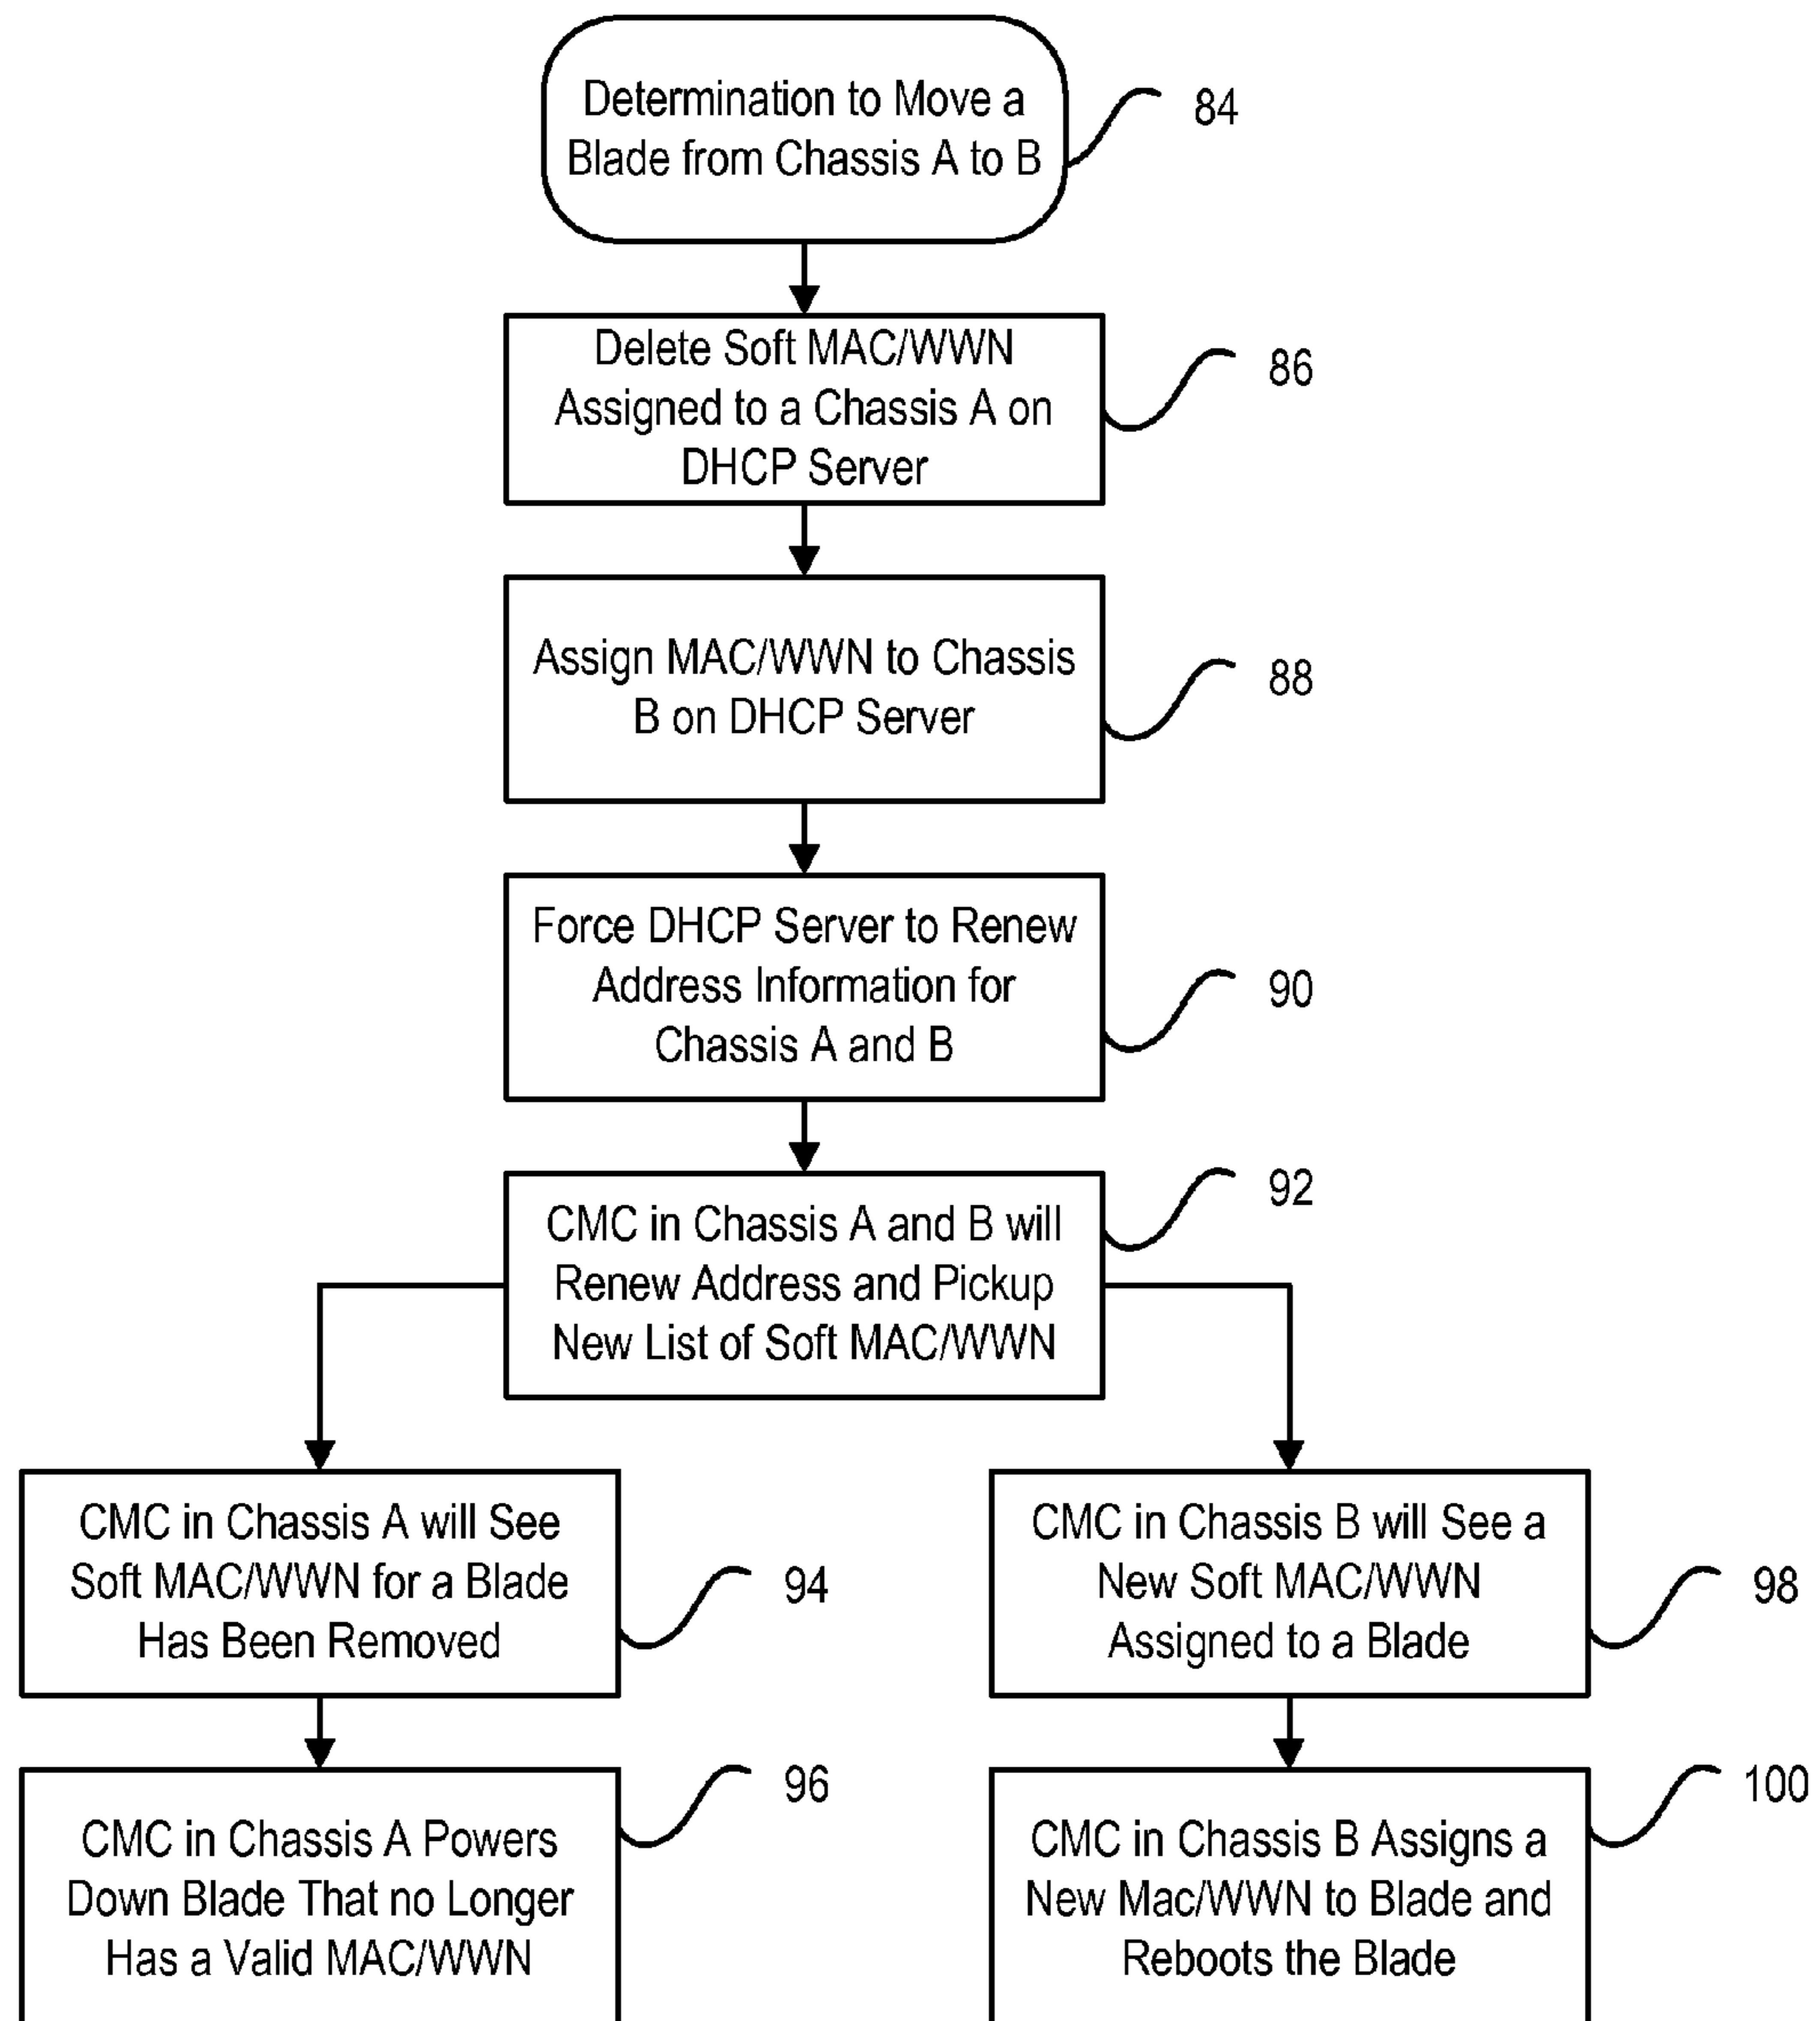 Determination to Move a
Blade from Chassis A to B
84
Delete Soft MAC/WWN
Assigned to a Chassis A on
DHCP Server
86
Assign MAC/WWN to Chassis
B on DHCP Server
88
Force DHCP Server to Renew
Address Information for
Chassis A and B
90
CMC in Chassis A and B will
Renew Address and Pickup
New List of Soft MAC/WWN
92
CMC in Chassis A will See
Soft MAC/WWN for a Blade
Has Been Removed
94
CMC in Chassis B will See a
New Soft MAC/WWN
Assigned to a Blade
98
CMC in Chassis A Powers
Down Blade That no Longer
Has a Valid MAC/WWN
96
CMC in Chassis B Assigns a
New Mac/WWN to Blade and
Reboots the Blade
100